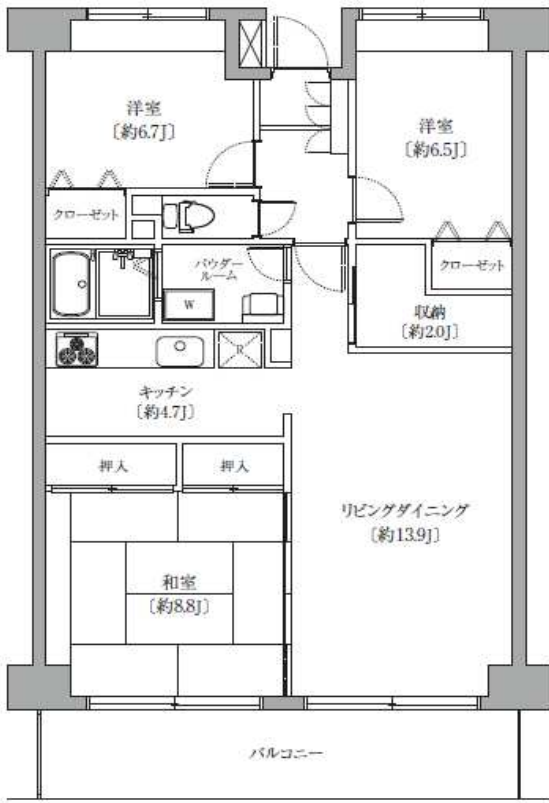 洋室
〔約6.7J〕
洋室
〔約6.5J〕
クローゼット
クローゼット
パウダー
ルーム
W
収納
〔約2.0J〕
R
キッチン
〔約4.7J〕
押入
押入
リビングダイニング
〔約13.9J〕
和室
〔約8.8J〕
バルコニー